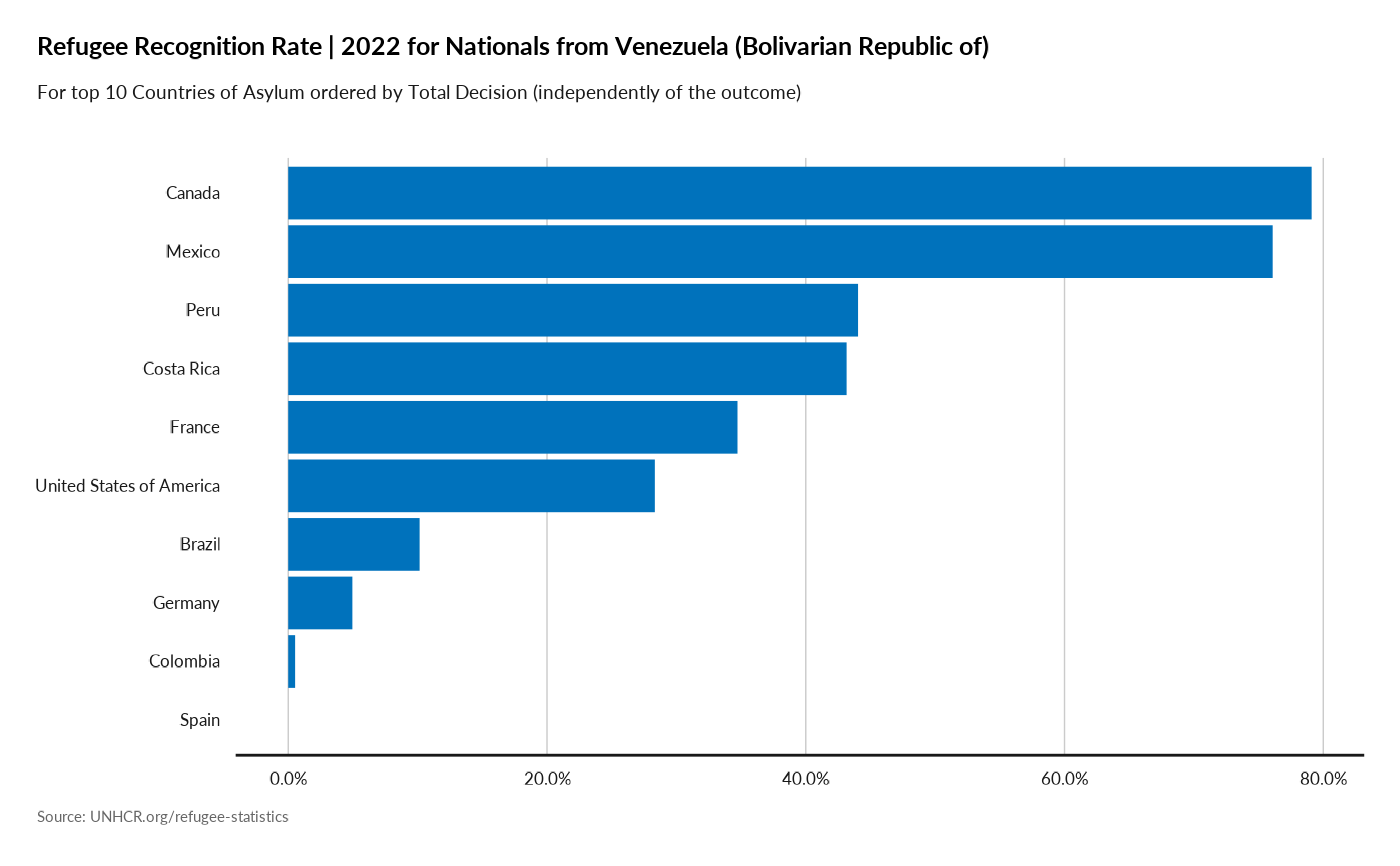 Refugee Recognition Rate | 2022 for Nationals from Venezuela (Bolivarian Republic of)
For top 10 Countries of Asylum ordered by Total Decision (independently of the outcome)
Canada
Mexico
Peru
Costa Rica
France
United States of America
Brazil
Germany
Colombia
Spain
0.0% 20.0% 40.0% 60.0% 80.0%
Source: UNHCR.org/refugee-statistics